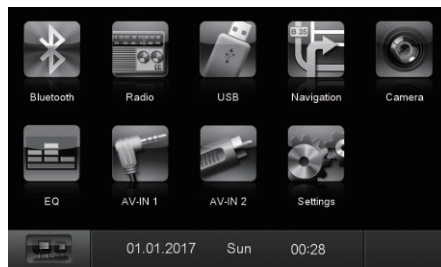 B 35
Bluetooth Radio USB Navigation Camera
EQ AV-IN 1 AV-IN 2 Settings
01.01.2017 Sun 00:28